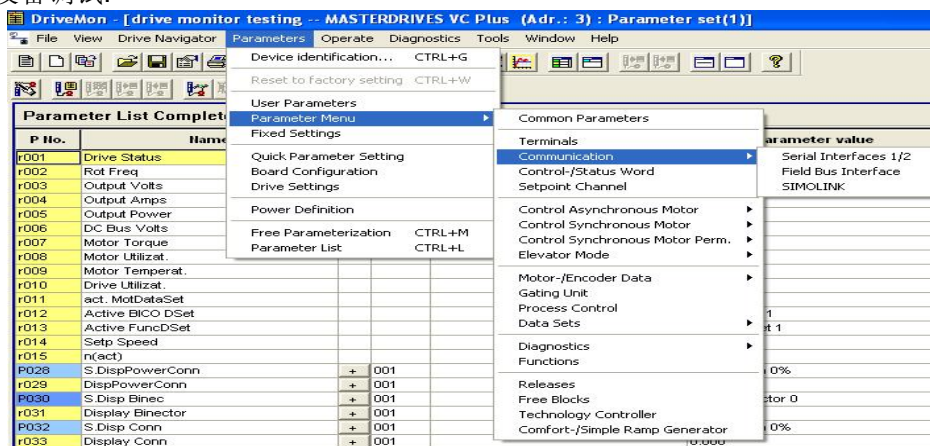 DriveMon - [drive monitor testing -- MASTERDRIVES VC Plus (Adr.: 3) : Parameter set(1)]
File View Drive Navigator Parameters Operate Diagnostics Tools Window Help
Device identification... CTRL+G
Reset to factory setting CTRL+W
User Parameters
Parameter Menu
Fixed Settings
Quick Parameter Setting
Board Configuration
Drive Settings
Power Definition
Free Parameterization CTRL+M
Parameter List CTRL+L
Common Parameters
Terminals
Communication
Control-/Status Word
Setpoint Channel
Control Asynchronous Motor
Control Synchronous Motor
Control Synchronous Motor Perm.
Elevator Mode
Motor-/Encoder Data
Gating Unit
Process Control
Data Sets
Diagnostics
Functions
Releases
Free Blocks
Technology Controller
Comfort-/Simple Ramp Generator
Serial Interfaces 1/2
Field Bus Interface
SIMOLINK
Parameter List Complet
P No. Name arameter value
r001 Drive Status
r002 Rot Freq
r003 Output Volts
r004 Output Amps
r005 Output Power
r006 DC Bus Volts
r007 Motor Torque
r008 Motor Utilizat.
r009 Motor Temperat.
r010 Drive Utilizat.
r011 act. MotDataSet
r012 Active BICO DSet 1
r013 Active FuncDSet t 1
r014 Setp Speed
r015 n(act)
P028 S.DispPowerConn + 001 0%
r029 DispPowerConn + 001
P030 S.Disp Binec + 001 ctor 0
r031 Display Binector + 001
P032 S.Disp Conn + 001 0%
r033 Display Conn + 001 0.000